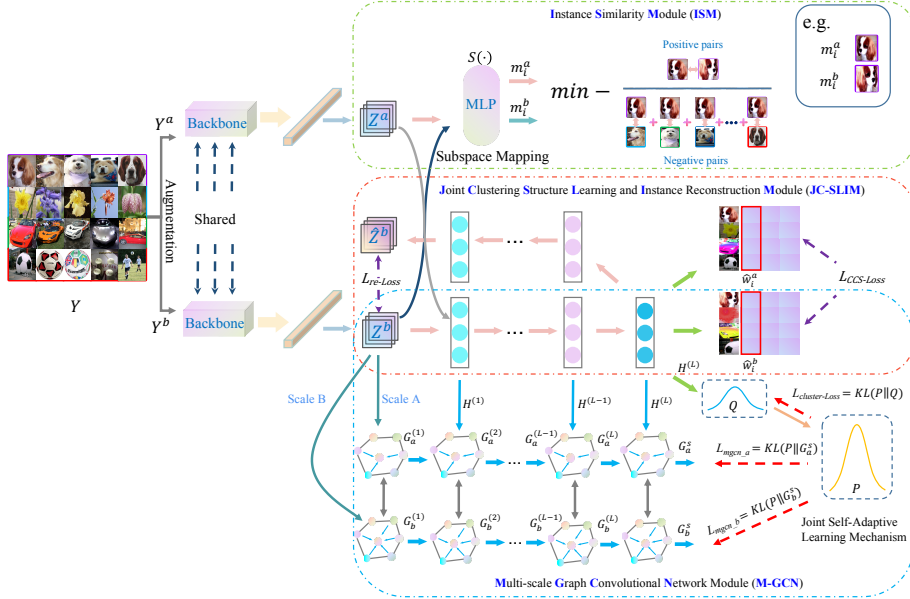 Instance Similarity Module (ISM)
e.g.
m_i^a
m_i^b
S(·)
MLP
m_i^a
m_i^b
min −
Positive pairs
Negative pairs
Subspace Mapping
Y^a
Backbone
Z^a
Augmentation
Shared
Y
Y^b
Backbone
Joint Clustering Structure Learning and Instance Reconstruction Module (JC-SLIM)
Ẑ^b
...
ŵ_i^a
L_re-Loss
L_CCS-Loss
Z^b
...
ŵ_i^b
H^(L)
Scale B
Scale A
H^(1)
H^(L-1)
H^(L)
Q
L_cluster-Loss = KL(P||Q)
G_a^(1)
G_a^(2)
...
G_a^(L-1)
G_a^(L)
G_a^s
L_mgcn_a = KL(P||G_a^s)
P
G_b^(1)
G_b^(2)
...
G_b^(L-1)
G_b^(L)
G_b^s
L_mgcn_b = KL(P||G_b^s)
Joint Self-Adaptive
Learning Mechanism
Multi-scale Graph Convolutional Network Module (M-GCN)